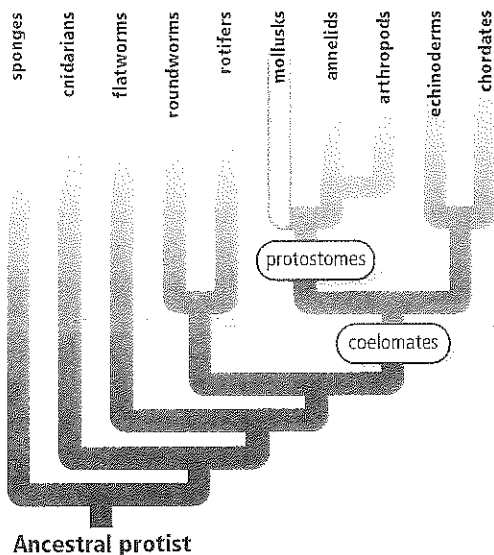 sponges
cnidarians
flatworms
roundworms
rotifers
mollusks
annelids
arthropods
echinoderms
chordates
protostomes
coelomates
Ancestral protist